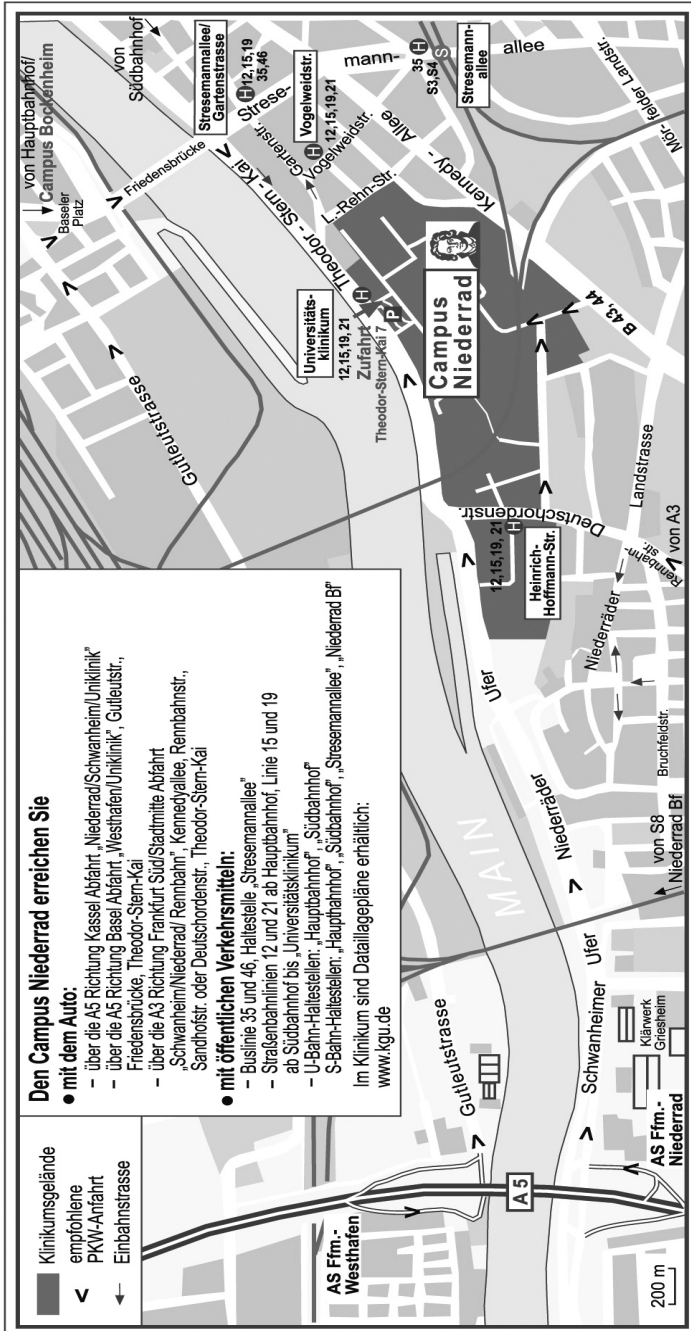 Klinikumsgelände
empfohlene
PKW-Anfahrt
Einbahnstrasse
Den Campus Niederrad erreichen Sie
● mit dem Auto:
– über die A5 Richtung Kassel Abfahrt „Niederrad/Schwanheim/Uniklinik”
– über die A5 Richtung Basel Abfahrt „Westhafen/Uniklinik”, Gutleutstr.,
Friedensbrücke, Theodor-Stern-Kai
– über die A3 Richtung Frankfurt Süd/Stadtmitte Abfahrt
„Schwanheim/Niederrad/ Rennbahn”, Kennedyallee, Rennbahnstr.,
Sandhofstr. oder Deutschordenstr., Theodor-Stern-Kai
● mit öffentlichen Verkehrsmitteln:
– Buslinie 35 und 46, Haltestelle „Stresemannallee”
– Straßenbahnlinien 12 und 21 ab Hauptbahnhof, Linie 15 und 19
ab Südbahnhof bis „Universitätsklinikum”
– U-Bahn-Haltestellen: „Hauptbahnhof”, „Südbahnhof”
S-Bahn-Haltestellen: „Hauptbahnhof”, „Südbahnhof”, „Stresemannallee”, „Niederrad Bf”
Im Klinikum sind Dataillagepläne erhältlich:
www.kgu.de
von Hauptbahnhof/
Campus Bockenheim
Baseler
Platz
von
Südbahnhof
Friedensbrücke
Gutleutstrasse
Stresemannallee/
Gartenstrasse
H 12,15,19
35,46
Strese-
mann-
allee
Theodor - Stern - Kai
Gartenstr.
Vogelweidstr.
Vogelweidstr.
H
12,15,19,21
35 H
S3,S4 S
Stresemann-
allee
L.-Rehn-Str.
Kennedy - Allee
Mör-felder Landstr.
Universitäts-
klinikum
12,15,19, 21 H
Zufahrt
Theodor-Stern-Kai 7
P
Campus
Niederrad
B 43, 44
Deutschordenstr.
12,15,19, 21 H
Heinrich-
Hoffmann-Str.
Landstrasse
Rennbahn-
str.
von A3
Niederräder
Bruchfeldstr.
MAIN
Niederräder
Ufer
von S8
Niederrad Bf
Gutleutstrasse
Schwanheimer
Ufer
Klärwerk
Griesheim
AS Ffm.-
Westhafen
A 5
AS Ffm.-
Niederrad
200 m